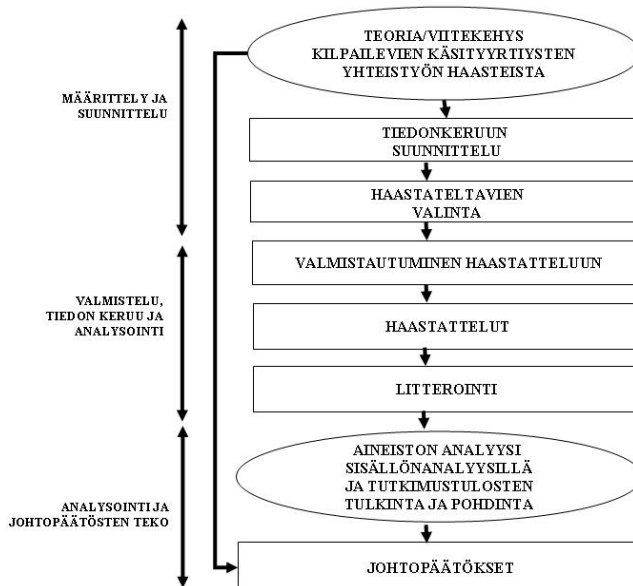 TEORIA/VIITEKEHYS
KILPAILEVIEN KÄSITYYRTIYSTEN
YHTEISTYÖN HAASTEISTA
MÄÄRITTELY JA
SUUNNITTELU
TIEDONKERUUN
SUUNNITTELU
HAASTATELTAVIEN
VALINTA
VALMISTAUTUMINEN HAASTATTELUUN
VALMISTELU,
TIEDON KERUU JA
ANALYSOINTI
HAASTATTELUT
LITTEROINTI
AINEISTON ANALYYSI
SISÄLLÖNANALYYSILLÄ
JA TUTKIMUSTULOSTEN
TULKINTA JA POHDINTA
ANALYSOINTI JA
JOHTOPÄÄTÖSTEN TEKO
JOHTOPÄÄTÖKSET